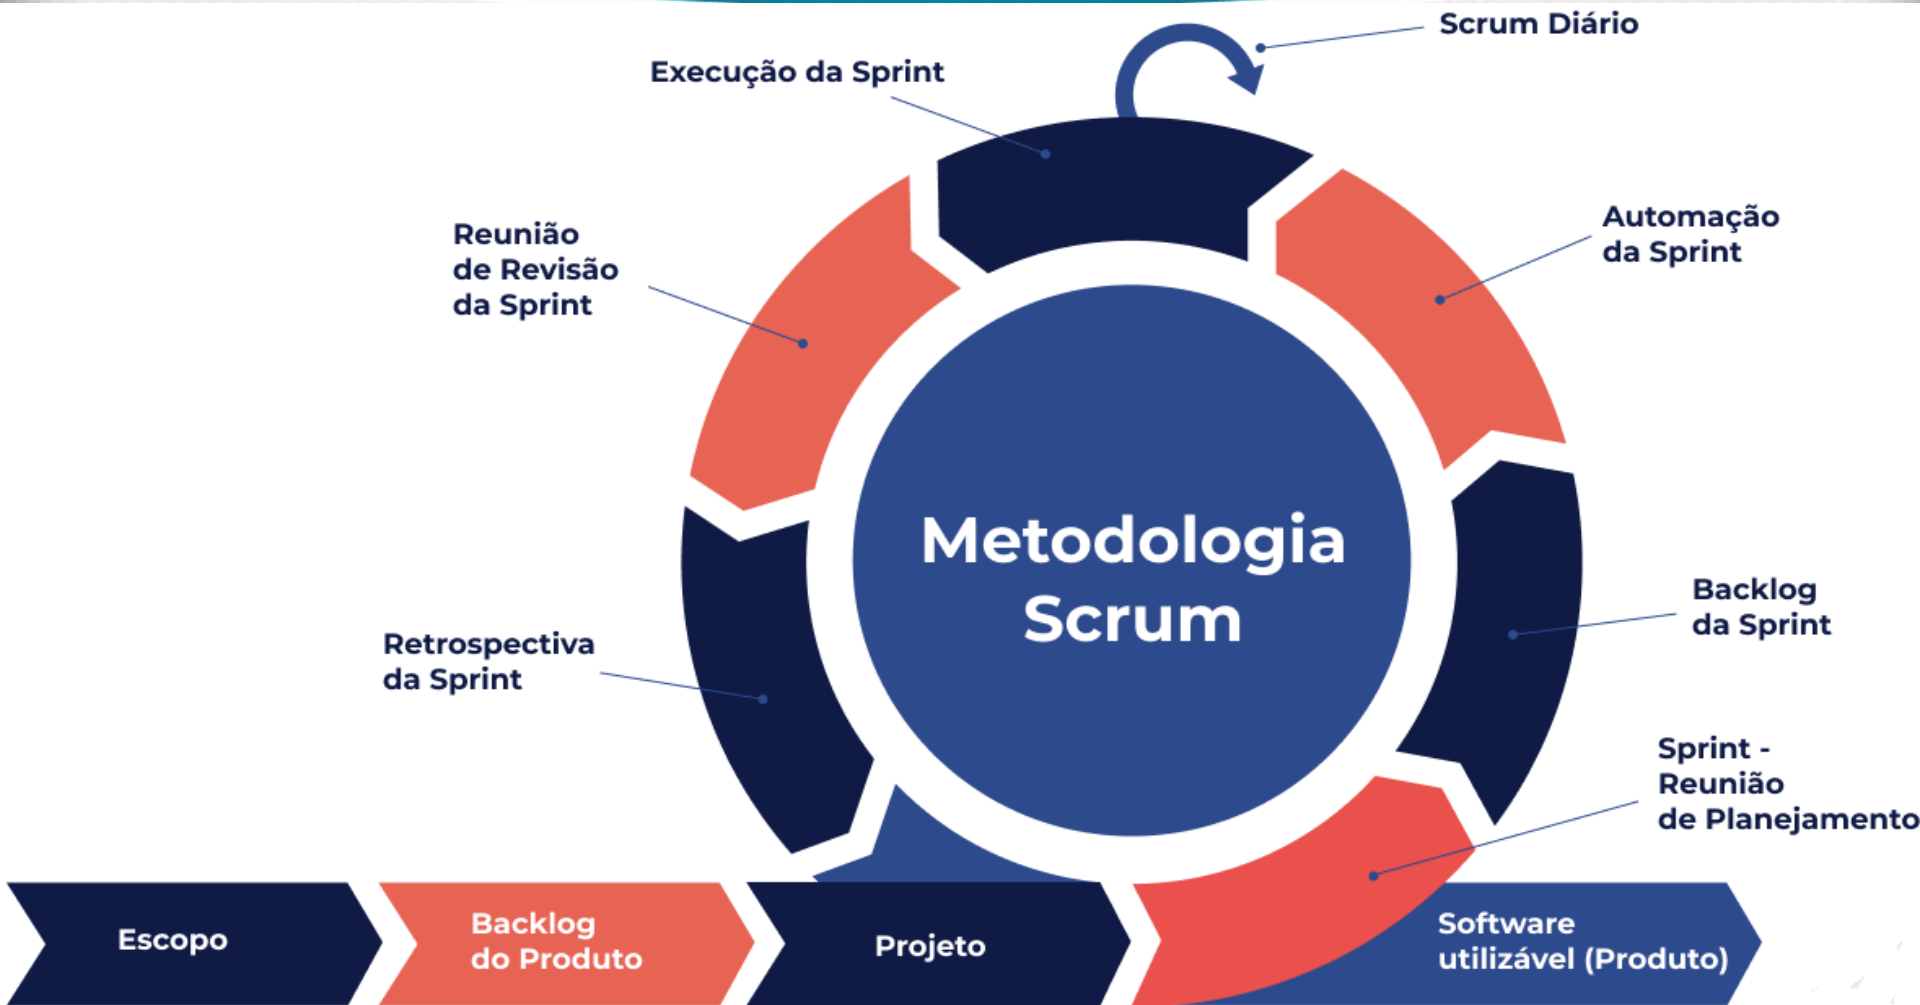 Scrum Diário
Execução da Sprint
Automação
da Sprint
Reunião
de Revisão
da Sprint
Metodologia
Scrum
Backlog
da Sprint
Retrospectiva
da Sprint
Sprint -
Reunião
de Planejamento
Escopo
Backlog
do Produto
Projeto
Software
utilizável (Produto)